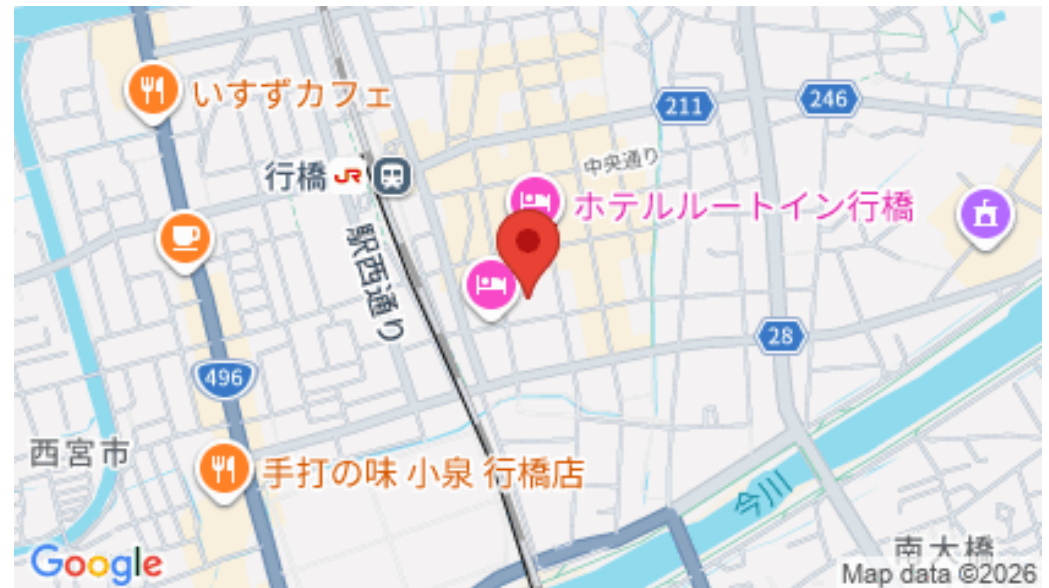 いすずカフェ
211
246
中央通り
行橋 JR
ホテルルートイン行橋
駅西通り
28
496
西宮市
手打の味 小泉 行橋店
今川
南大橋
Google
Map data ©2026